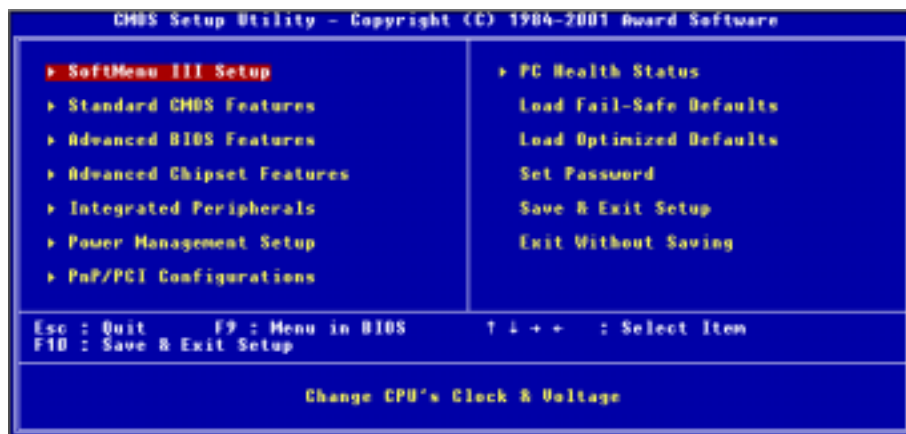 CMOS Setup Utility - Copyright (C) 1984-2001 Award Software
▸ SoftMenu III Setup
▸ Standard CMOS Features
▸ Advanced BIOS Features
▸ Advanced Chipset Features
▸ Integrated Peripherals
▸ Power Management Setup
▸ PnP/PCI Configurations
▸ PC Health Status
Load Fail-Safe Defaults
Load Optimized Defaults
Set Password
Save & Exit Setup
Exit Without Saving
Esc : Quit F9 : Menu in BIOS ↑ ↓ → ← : Select Item
F10 : Save & Exit Setup
Change CPU's Clock & Voltage